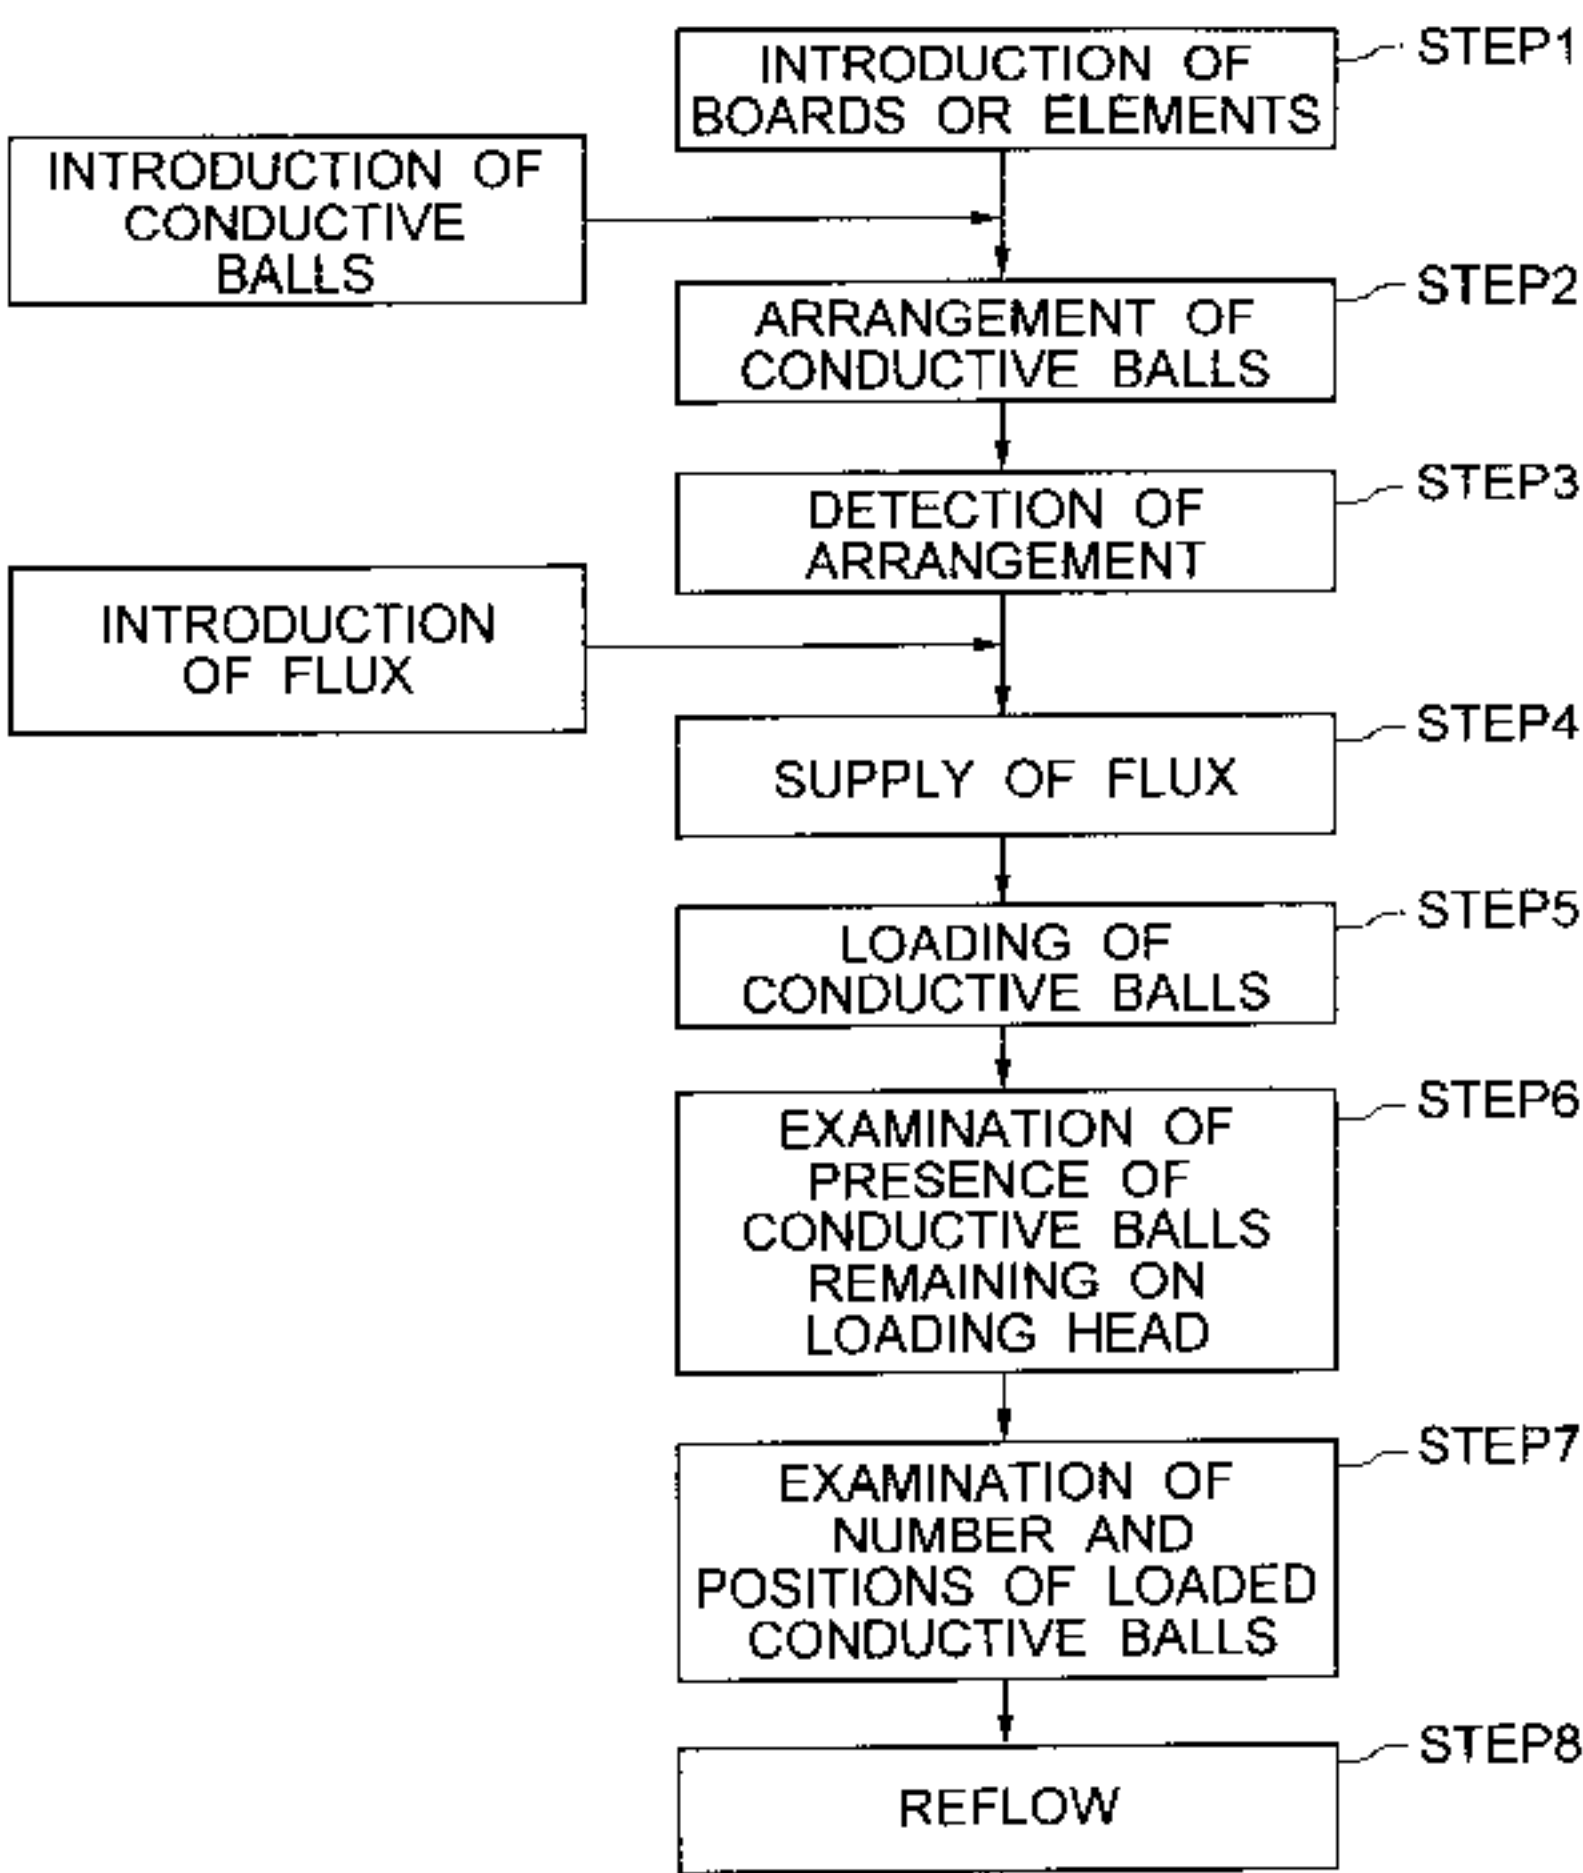 INTRODUCTION OF
BOARDS OR ELEMENTS
STEP1
INTRODUCTION OF
CONDUCTIVE
BALLS
ARRANGEMENT OF
CONDUCTIVE BALLS
STEP2
DETECTION OF
ARRANGEMENT
STEP3
INTRODUCTION
OF FLUX
SUPPLY OF FLUX
STEP4
LOADING OF
CONDUCTIVE BALLS
STEP5
EXAMINATION OF
PRESENCE OF
CONDUCTIVE BALLS
REMAINING ON
LOADING HEAD
STEP6
EXAMINATION OF
NUMBER AND
POSITIONS OF LOADED
CONDUCTIVE BALLS
STEP7
REFLOW
STEP8